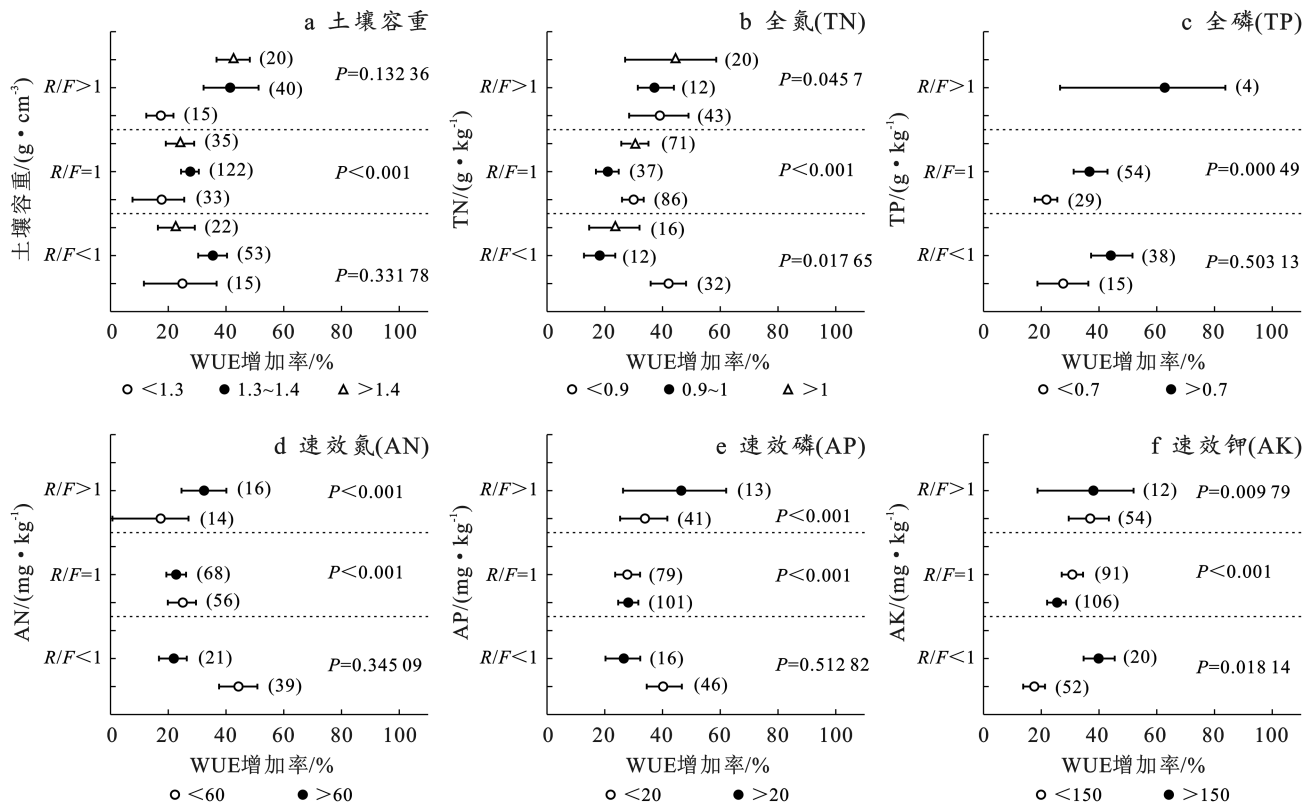 a 土壤容重
土壤容重/(g·cm⁻³)
R/F>1
(20)
(40)
(15)
P=0.132 36
R/F=1
(35)
(122)
(33)
P<0.001
R/F<1
(22)
(53)
(15)
P=0.331 78
0 20 40 60 80 100
WUE增加率/%
○ <1.3 ● 1.3~1.4 △ >1.4
b 全氮(TN)
TN/(g·kg⁻¹)
R/F>1
(20)
(12)
(43)
P=0.045 7
R/F=1
(71)
(37)
(86)
P<0.001
R/F<1
(16)
(12)
(32)
P=0.017 65
0 20 40 60 80 100
WUE增加率/%
○ <0.9 ● 0.9~1 △ >1
c 全磷(TP)
TP/(g·kg⁻¹)
R/F>1
(4)
R/F=1
(54)
(29)
P=0.000 49
R/F<1
(38)
(15)
P=0.503 13
0 20 40 60 80 100
WUE增加率/%
○ <0.7 ● >0.7
d 速效氮(AN)
AN/(mg·kg⁻¹)
R/F>1
(16)
(14)
P<0.001
R/F=1
(68)
(56)
P<0.001
R/F<1
(21)
(39)
P=0.345 09
0 20 40 60 80 100
WUE增加率/%
○ <60 ● >60
e 速效磷(AP)
AP/(mg·kg⁻¹)
R/F>1
(13)
(41)
P<0.001
R/F=1
(79)
(101)
P<0.001
R/F<1
(16)
(46)
P=0.512 82
0 20 40 60 80 100
WUE增加率/%
○ <20 ● >20
f 速效钾(AK)
AK/(mg·kg⁻¹)
R/F>1
(12)
(54)
P=0.009 79
R/F=1
(91)
(106)
P<0.001
R/F<1
(20)
(52)
P=0.018 14
0 20 40 60 80 100
WUE增加率/%
○ <150 ● >150